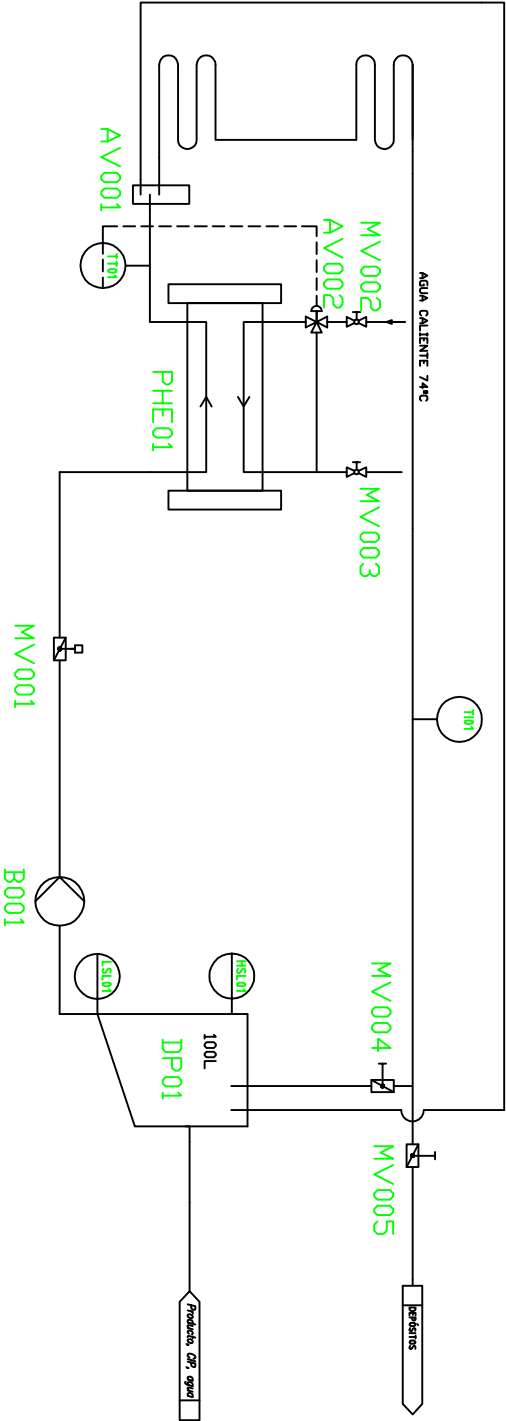 AGUA CALIENTE 74ºC
MV002
AV002
AV001
TT01
PHE01
MV003
MV001
TI01
B001
LSL01
HSL01
100L
DP01
MV004
MV005
DEPÓSITOS
Producto, CIP, agua